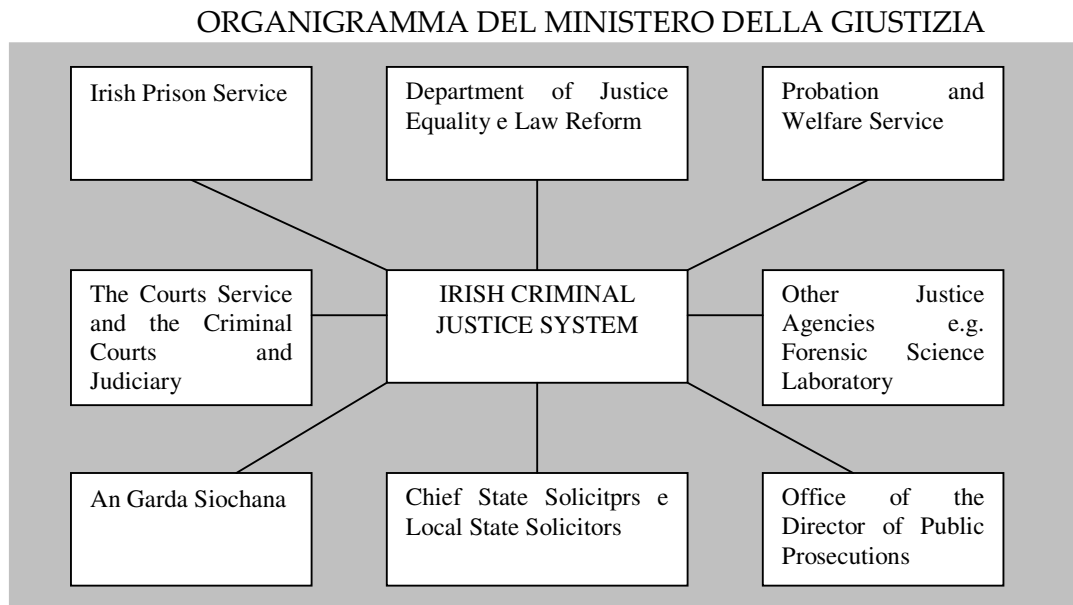 ORGANIGRAMMA DEL MINISTERO DELLA GIUSTIZIA
Irish Prison Service
Department of Justice
Equality e Law Reform
Probation and
Welfare Service
The Courts Service
and the Criminal
Courts and
Judiciary
IRISH CRIMINAL
JUSTICE SYSTEM
Other Justice
Agencies e.g.
Forensic Science
Laboratory
An Garda Siochana
Chief State Solicitprs e
Local State Solicitors
Office of the
Director of Public
Prosecutions